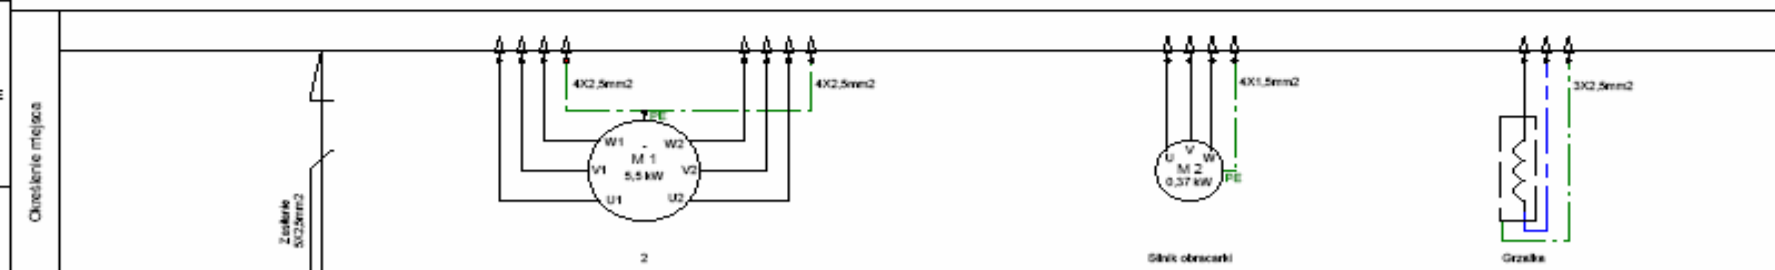 Określenie miejsca
Zasilanie
5X2,5mm2
4X2,5mm2
4X2,5mm2
PE
W1
W2
M 1
V1
V2
5,5 kW
U1
U2
2
4X1,5mm2
U
V
W
M 2
0,37 kW
PE
Silnik obracarki
3X2,5mm2
Grzałka